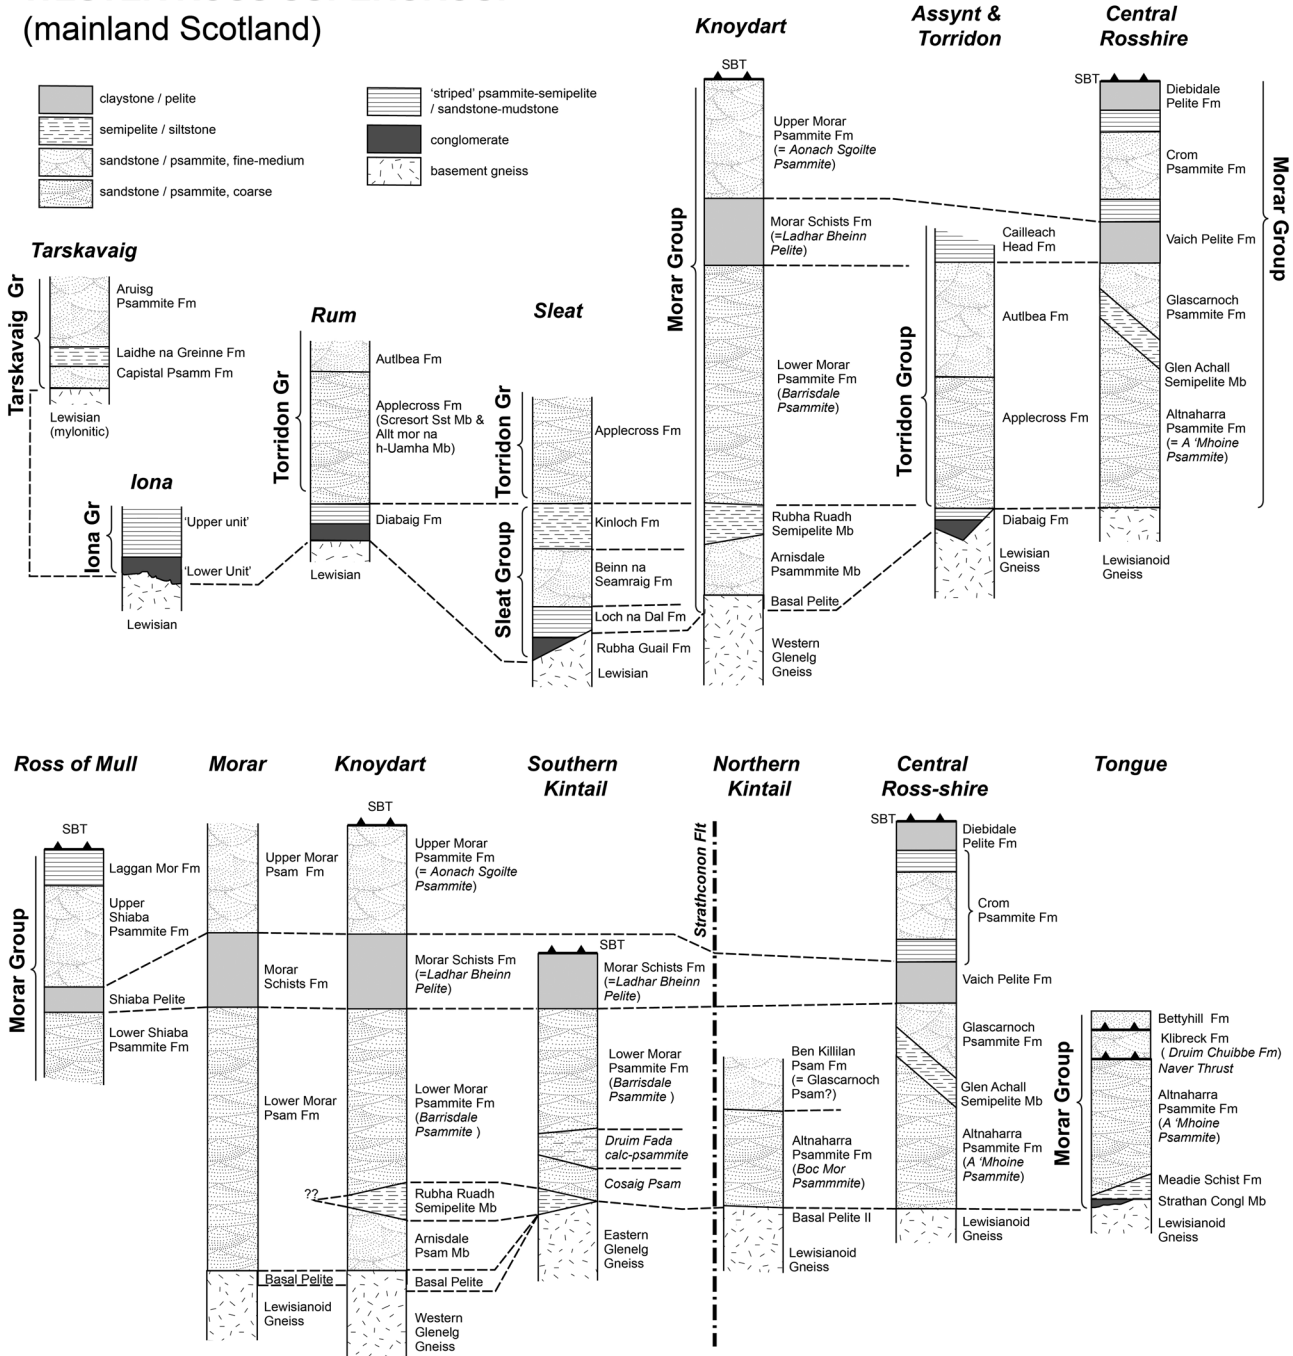 (mainland Scotland)
claystone / pelite
semipelite / siltstone
sandstone / psammite, fine-medium
sandstone / psammite, coarse
'striped' psammite-semipelite
/ sandstone-mudstone
conglomerate
basement gneiss
Tarskavaig
Tarskavaig Gr
Aruisg
Psammite Fm
Laidhe na Greinne Fm
Capistal Psamm Fm
Lewisian
(mylonitic)
Iona
Iona Gr
'Upper unit'
'Lower Unit'
Lewisian
Rum
Torridon Gr
Autlbea Fm
Applecross Fm
(Scresort Sst Mb &
Allt mor na
h-Uamha Mb)
Diabaig Fm
Lewisian
Sleat
Torridon Gr
Applecross Fm
Sleat Group
Kinloch Fm
Beinn na
Seamraig Fm
Loch na Dal Fm
Rubha Guail Fm
Lewisian
Knoydart
SBT
Morar Group
Upper Morar
Psammite Fm
(= Aonach Sgoilte
Psammite)
Morar Schists Fm
(=Ladhar Bheinn
Pelite)
Lower Morar
Psammite Fm
(Barrisdale
Psammite)
Rubha Ruadh
Semipelite Mb
Arnisdale
Psammmite Mb
Basal Pelite
Western
Glenelg
Gneiss
Assynt &
Torridon
Torridon Group
Cailleach
Head Fm
Autlbea Fm
Applecross Fm
Diabaig Fm
Lewisian
Gneiss
Central
Rosshire
SBT
Diebidale
Pelite Fm
Crom
Psammite Fm
Vaich Pelite Fm
Glascarnoch
Psammite Fm
Glen Achall
Semipelite Mb
Altnaharra
Psammite Fm
(= A 'Mhoine
Psammite)
Lewisianoid
Gneiss
Morar Group
Ross of Mull
SBT
Morar Group
Laggan Mor Fm
Upper
Shiaba
Psammite Fm
Shiaba Pelite
Lower Shiaba
Psammite Fm
Morar
Upper Morar
Psam Fm
Morar
Schists Fm
Lower Morar
Psam Fm
??
Basal Pelite
Lewisianoid
Gneiss
Knoydart
SBT
Upper Morar
Psammite Fm
(= Aonach Sgoilte
Psammite)
Morar Schists Fm
(=Ladhar Bheinn
Pelite)
Lower Morar
Psammite Fm
(Barrisdale
Psammite )
Rubha Ruadh
Semipelite Mb
Arnisdale
Psam Mb
Basal Pelite
Western
Glenelg
Gneiss
Southern
Kintail
SBT
Morar Schists Fm
(=Ladhar Bheinn
Pelite)
Lower Morar
Psammite Fm
(Barrisdale
Psammite )
Druim Fada
calc-psammite
Cosaig Psam
Eastern
Glenelg
Gneiss
Northern
Kintail
Strathconon Flt
Ben Killilan
Psam Fm
(= Glascarnoch
Psam?)
Altnaharra
Psammite Fm
(Boc Mor
Psammmite)
Basal Pelite II
Lewisianoid
Gneiss
Central
Ross-shire
SBT
Diebidale
Pelite Fm
Crom
Psammite Fm
Vaich Pelite Fm
Glascarnoch
Psammite Fm
Glen Achall
Semipelite Mb
Altnaharra
Psammite Fm
(A 'Mhoine
Psammite)
Lewisianoid
Gneiss
Tongue
Morar Group
Bettyhill Fm
Klibreck Fm
( Druim Chuibbe Fm)
Naver Thrust
Altnaharra
Psammite Fm
(A 'Mhoine
Psammite)
Meadie Schist Fm
Strathan Congl Mb
Lewisianoid
Gneiss